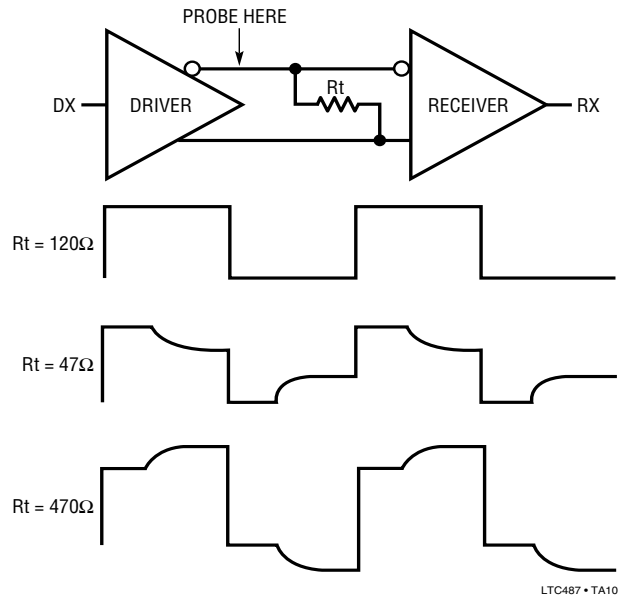 PROBE HERE
Rt
DX
DRIVER
RECEIVER
RX
Rt = 120Ω
Rt = 47Ω
Rt = 470Ω
LTC487 • TA10